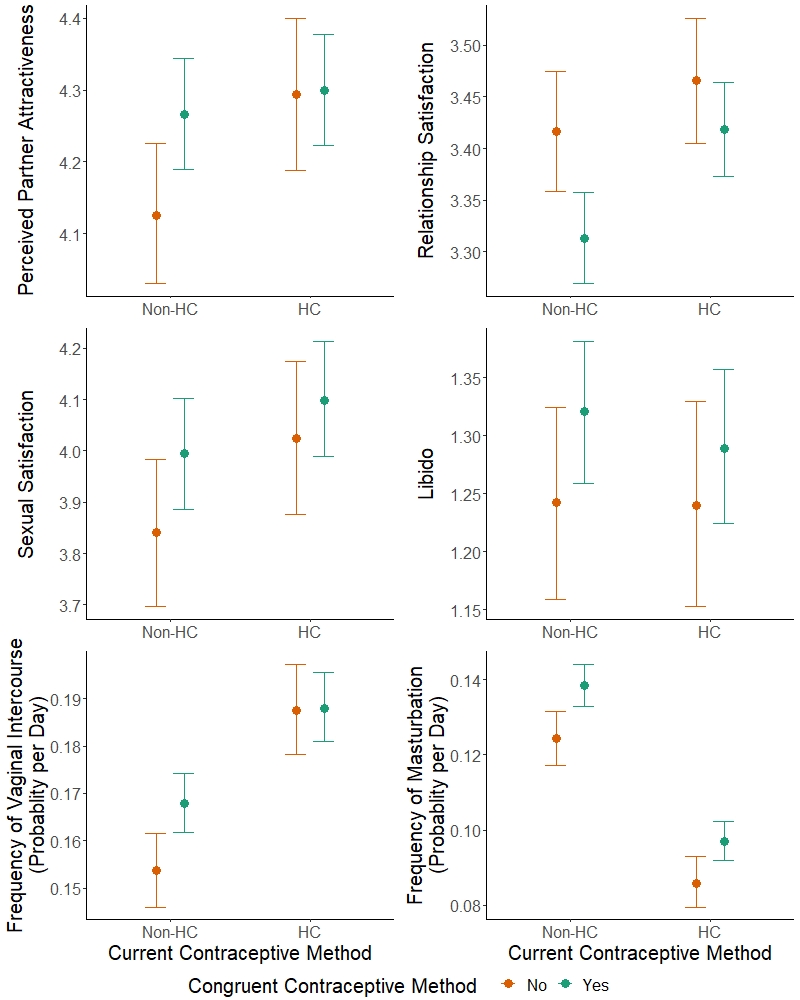 Perceived Partner Attractiveness
4.4
4.3
4.2
4.1
Non-HC
HC
Relationship Satisfaction
3.50
3.45
3.40
3.35
3.30
Non-HC
HC
Sexual Satisfaction
4.2
4.1
4.0
3.9
3.8
3.7
Non-HC
HC
Libido
1.35
1.30
1.25
1.20
1.15
Non-HC
HC
Frequency of Vaginal Intercourse
(Probablity per Day)
0.19
0.18
0.17
0.16
0.15
Non-HC
HC
Current Contraceptive Method
Frequency of Masturbation
(Probablity per Day)
0.14
0.12
0.10
0.08
Non-HC
HC
Current Contraceptive Method
Congruent Contraceptive Method No Yes